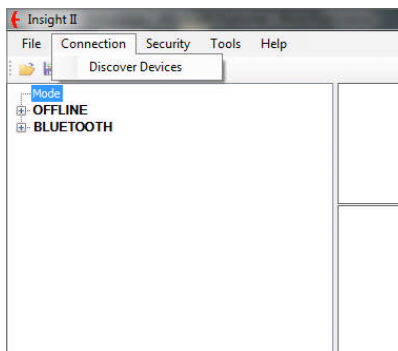 Insight II
File Connection Security Tools Help
Discover Devices
Mode
OFFLINE
BLUETOOTH